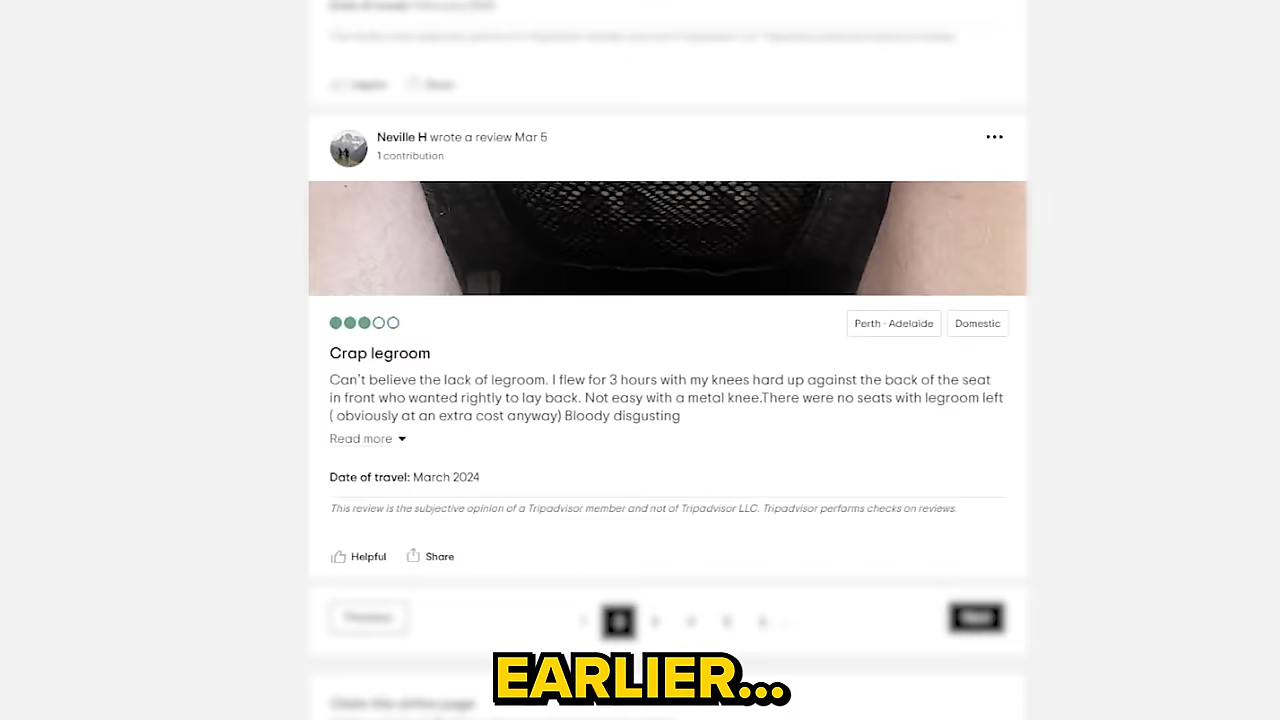 Neville H wrote a review Mar 5
1 contribution
Perth - Adelaide
Domestic
Crap legroom
Can't believe the lack of legroom. I flew for 3 hours with my knees hard up against the back of the seat
in front who wanted rightly to lay back. Not easy with a metal knee.There were no seats with legroom left
( obviously at an extra cost anyway) Bloody disgusting
Read more
Date of travel: March 2024
This review is the subjective opinion of a Tripadvisor member and not of Tripadvisor LLC. Tripadvisor performs checks on reviews.
Helpful
Share
EARLIER...